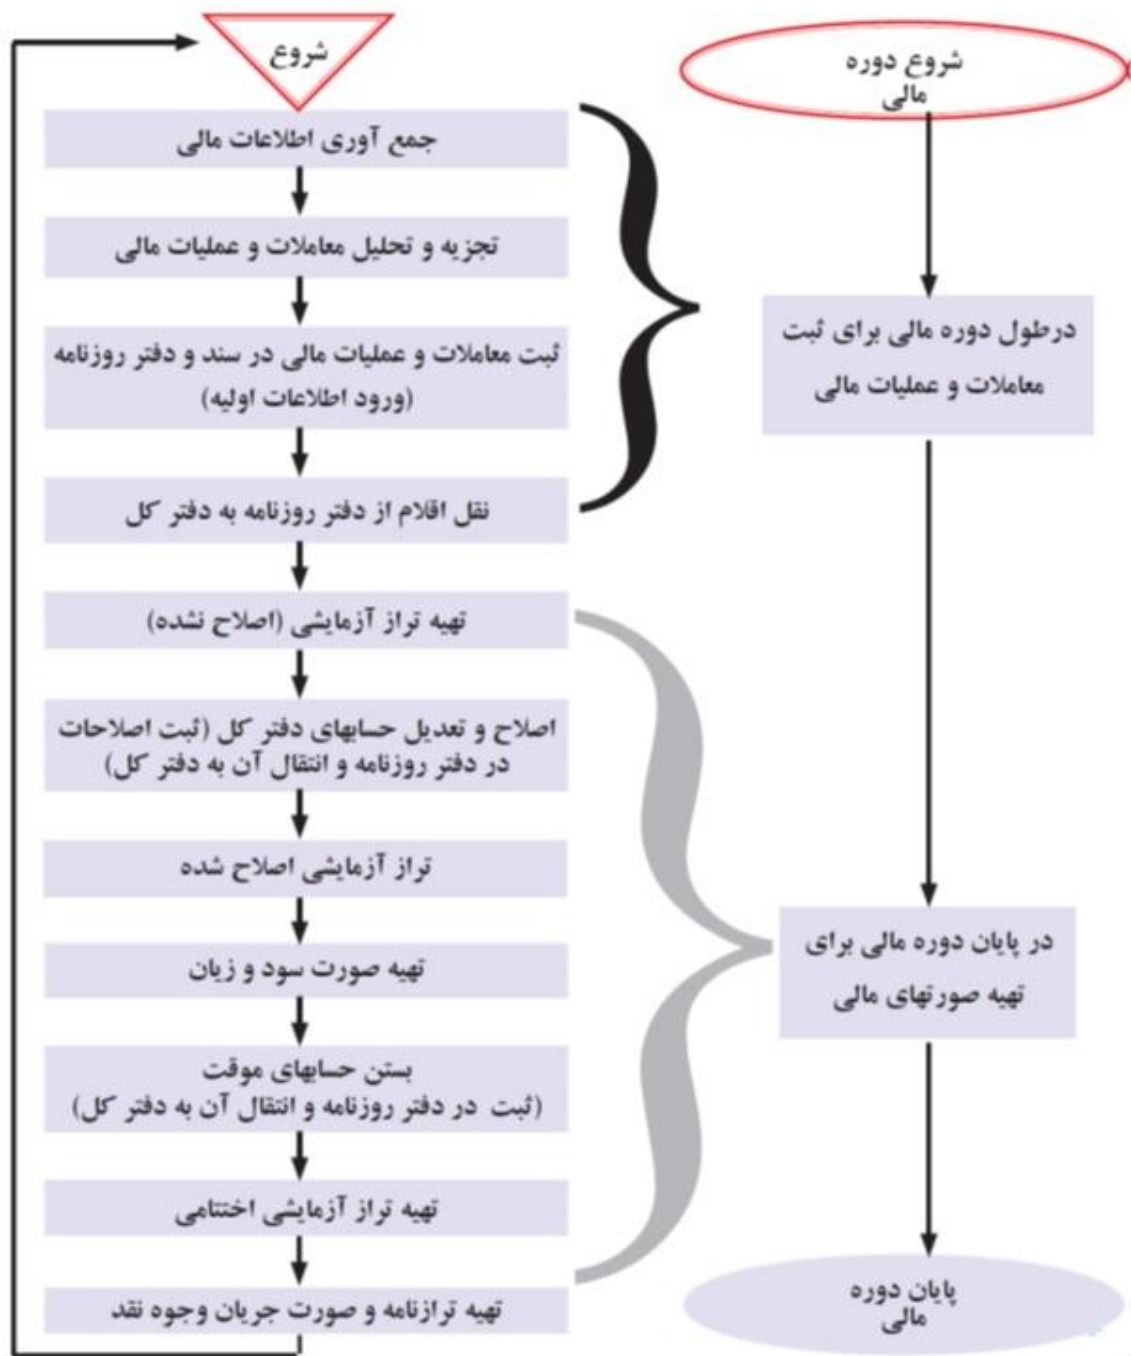 شروع
جمع آوری اطلاعات مالی
تجزیه و تحلیل معاملات و عملیات مالی
ثبت معاملات و عملیات مالی در سند و دفتر روزنامه
(ورود اطلاعات اولیه)
نقل اقلام از دفتر روزنامه به دفتر کل
تهیه تراز آزمایشی (اصلاح نشده)
اصلاح و تعدیل حسابهای دفتر کل (ثبت اصلاحات
در دفتر روزنامه و انتقال آن به دفتر کل)
تراز آزمایشی اصلاح شده
تهیه صورت سود و زیان
بستن حسابهای موقت
(ثبت در دفتر روزنامه و انتقال آن به دفتر کل)
تهیه تراز آزمایشی اختتامی
تهیه ترازنامه و صورت جریان وجوه نقد
شروع دوره
مالی
درطول دوره مالی برای ثبت
معاملات و عملیات مالی
در پایان دوره مالی برای
تهیه صورتهای مالی
پایان دوره
مالی